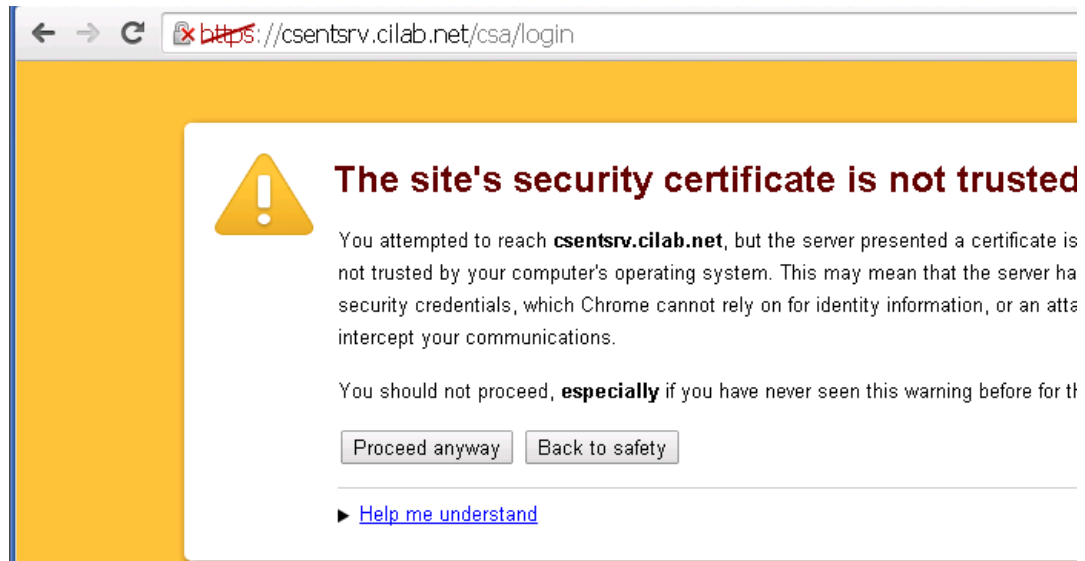 https://csentsrv.cilab.net/csa/login
The site's security certificate is not trusted
You attempted to reach csentsrv.cilab.net, but the server presented a certificate is
not trusted by your computer's operating system. This may mean that the server ha
security credentials, which Chrome cannot rely on for identity information, or an atta
intercept your communications.
You should not proceed, especially if you have never seen this warning before for th
Proceed anyway Back to safety
Help me understand